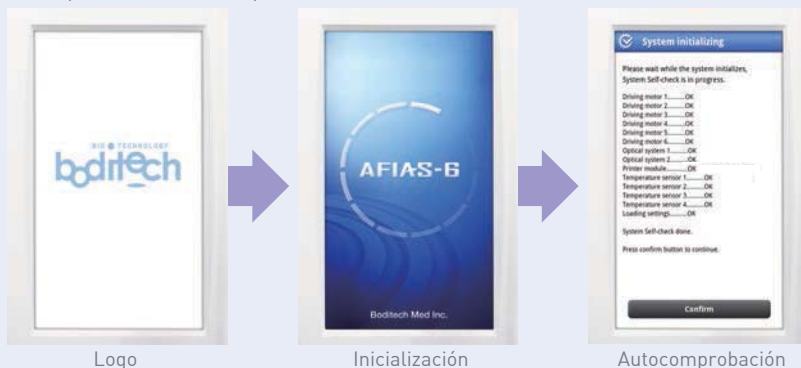 BIO TECHNOLOGY
boditech
Logo
AFIAS-6
Boditech Med Inc.
Inicialización
System initializing
Please wait while the system initializes,
System Self-check is in progress.
Driving motor 1.........OK
Driving motor 2.........OK
Driving motor 3.........OK
Driving motor 4.........OK
Driving motor 5.........OK
Driving motor 6.........OK
Optical system 1........OK
Optical system 2........OK
Printer module.........OK
Temperature sensor 1........OK
Temperature sensor 2........OK
Temperature sensor 3........OK
Temperature sensor 4........OK
Loading settings.........OK
System Self-check done.
Press confirm button to continue.
Confirm
Autocomprobación